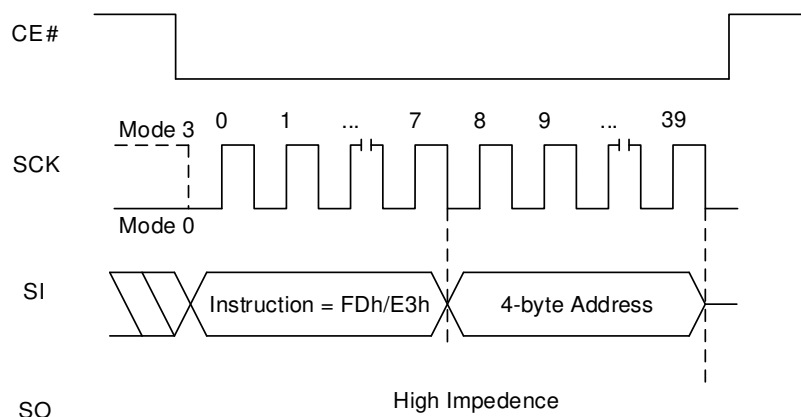 CE#
Mode 3
0 1 ... 7 8 9 ... 39
SCK
Mode 0
SI
Instruction = FDh/E3h
4-byte Address
High Impedence
SO